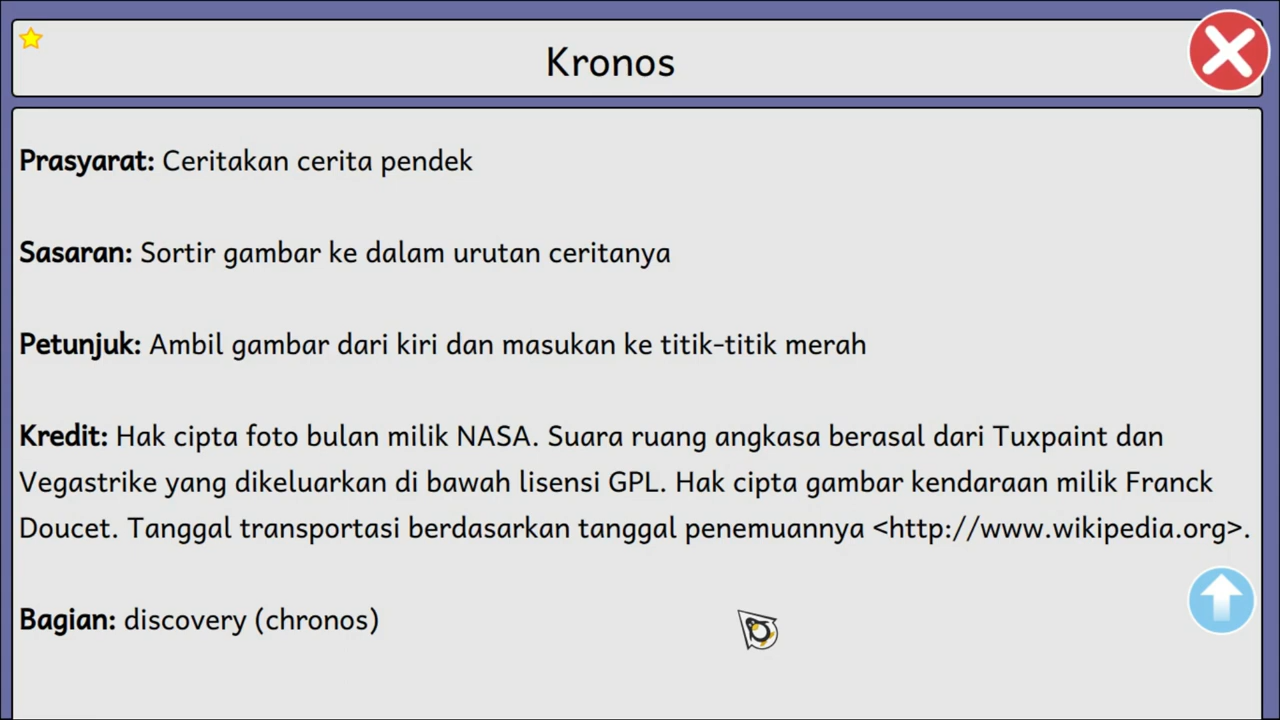 Kronos
Prasyarat: Ceritakan cerita pendek
Sasaran: Sortir gambar ke dalam urutan ceritanya
Petunjuk: Ambil gambar dari kiri dan masukan ke titik-titik merah
Kredit: Hak cipta foto bulan milik NASA. Suara ruang angkasa berasal dari Tuxpaint dan
Vegastrike yang dikeluarkan di bawah lisensi GPL. Hak cipta gambar kendaraan milik Franck
Doucet. Tanggal transportasi berdasarkan tanggal penemuannya <http://www.wikipedia.org>.
Bagian: discovery (chronos)